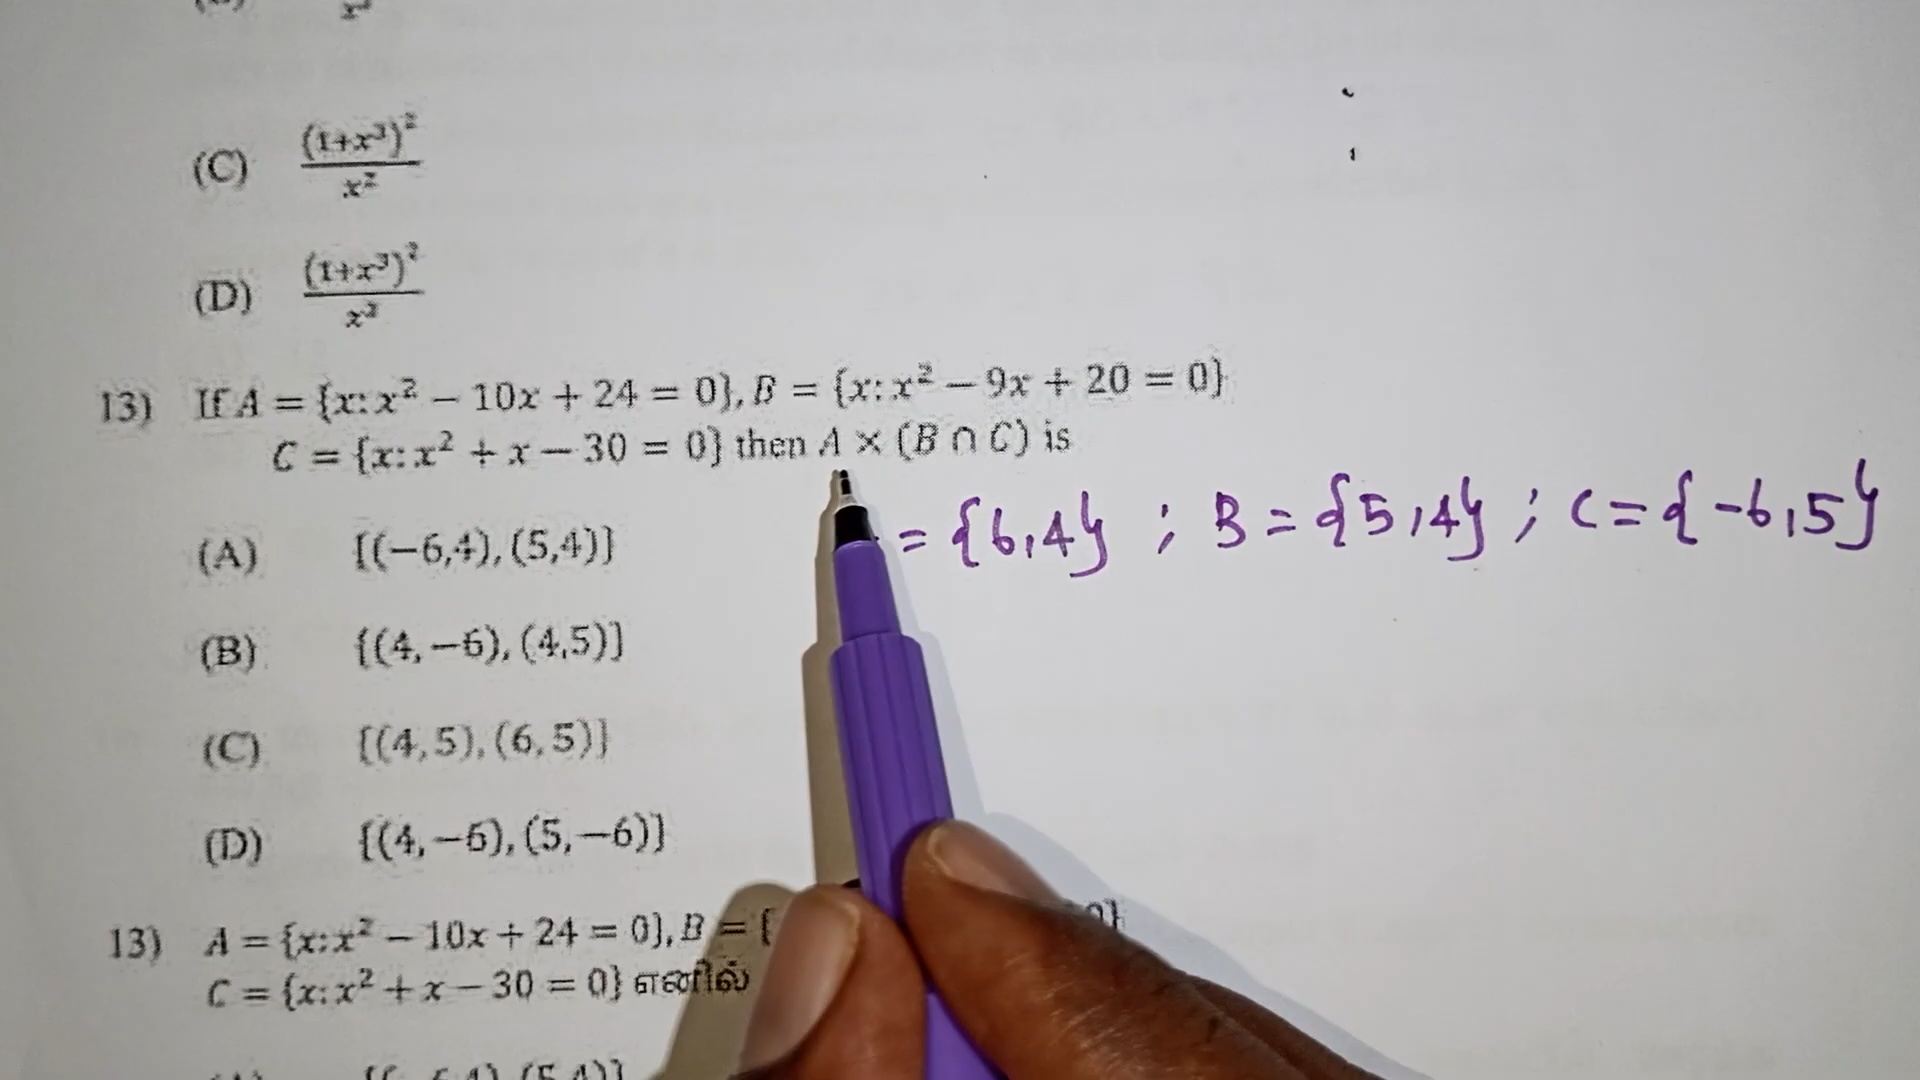 (C) (1+x³)²/x²
(D) (1+x³)²/x³
13) If A = {x: x² − 10x + 24 = 0}, B = {x: x² − 9x + 20 = 0}
C = {x: x² + x − 30 = 0} then A × (B ∩ C) is
= {6,4} ; B = {5,4} ; C = {-6,5}
(A) {(−6,4), (5,4)}
(B) {(4,−6), (4,5)}
(C) {(4,5), (6,5)}
(D) {(4,−6), (5,−6)}
13) A = {x: x² − 10x + 24 = 0}, B = {
C = {x: x² + x − 30 = 0} எனில்